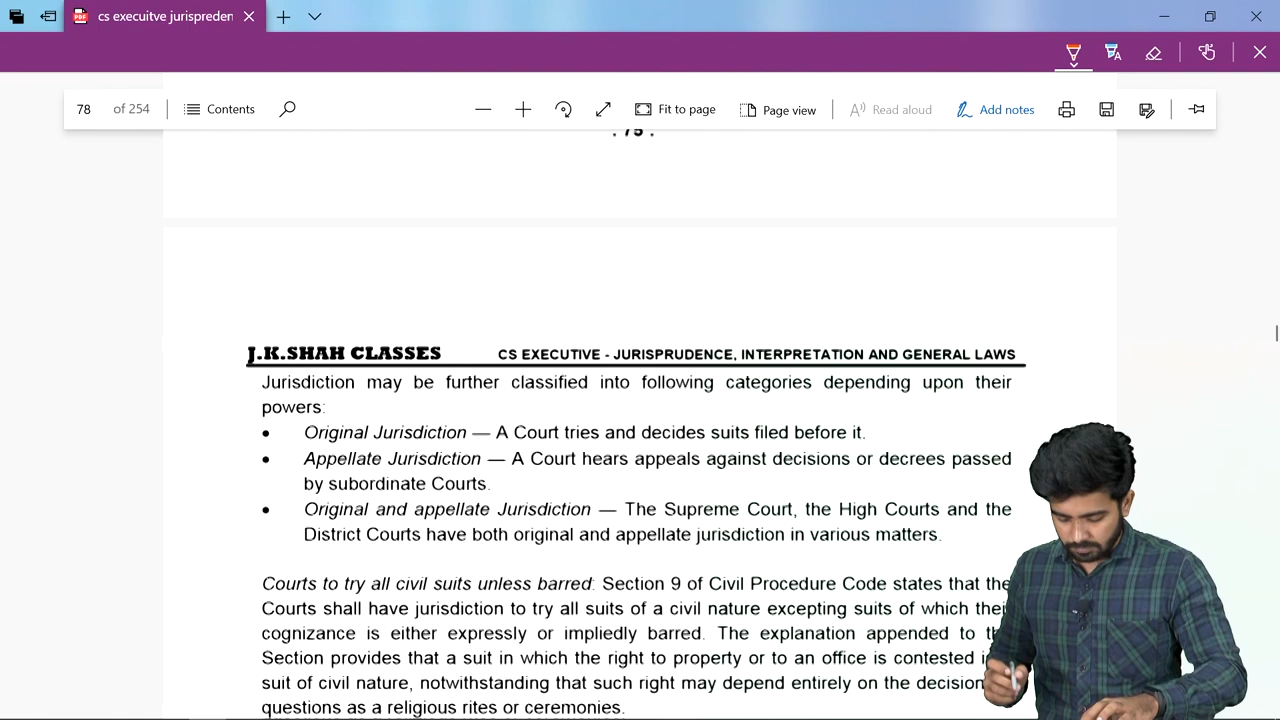 cs execuitve jurispreden
78 of 254 Contents Fit to page Page view Read aloud Add notes
: 75 :
J.K.SHAH CLASSES CS EXECUTIVE - JURISPRUDENCE, INTERPRETATION AND GENERAL LAWS
Jurisdiction may be further classified into following categories depending upon their
powers:
• Original Jurisdiction — A Court tries and decides suits filed before it.
• Appellate Jurisdiction — A Court hears appeals against decisions or decrees passed
by subordinate Courts.
• Original and appellate Jurisdiction — The Supreme Court, the High Courts and the
District Courts have both original and appellate jurisdiction in various matters.
Courts to try all civil suits unless barred: Section 9 of Civil Procedure Code states that the
Courts shall have jurisdiction to try all suits of a civil nature excepting suits of which their
cognizance is either expressly or impliedly barred. The explanation appended to
Section provides that a suit in which the right to property or to an office is contested
suit of civil nature, notwithstanding that such right may depend entirely on the decision
questions as a religious rites or ceremonies.